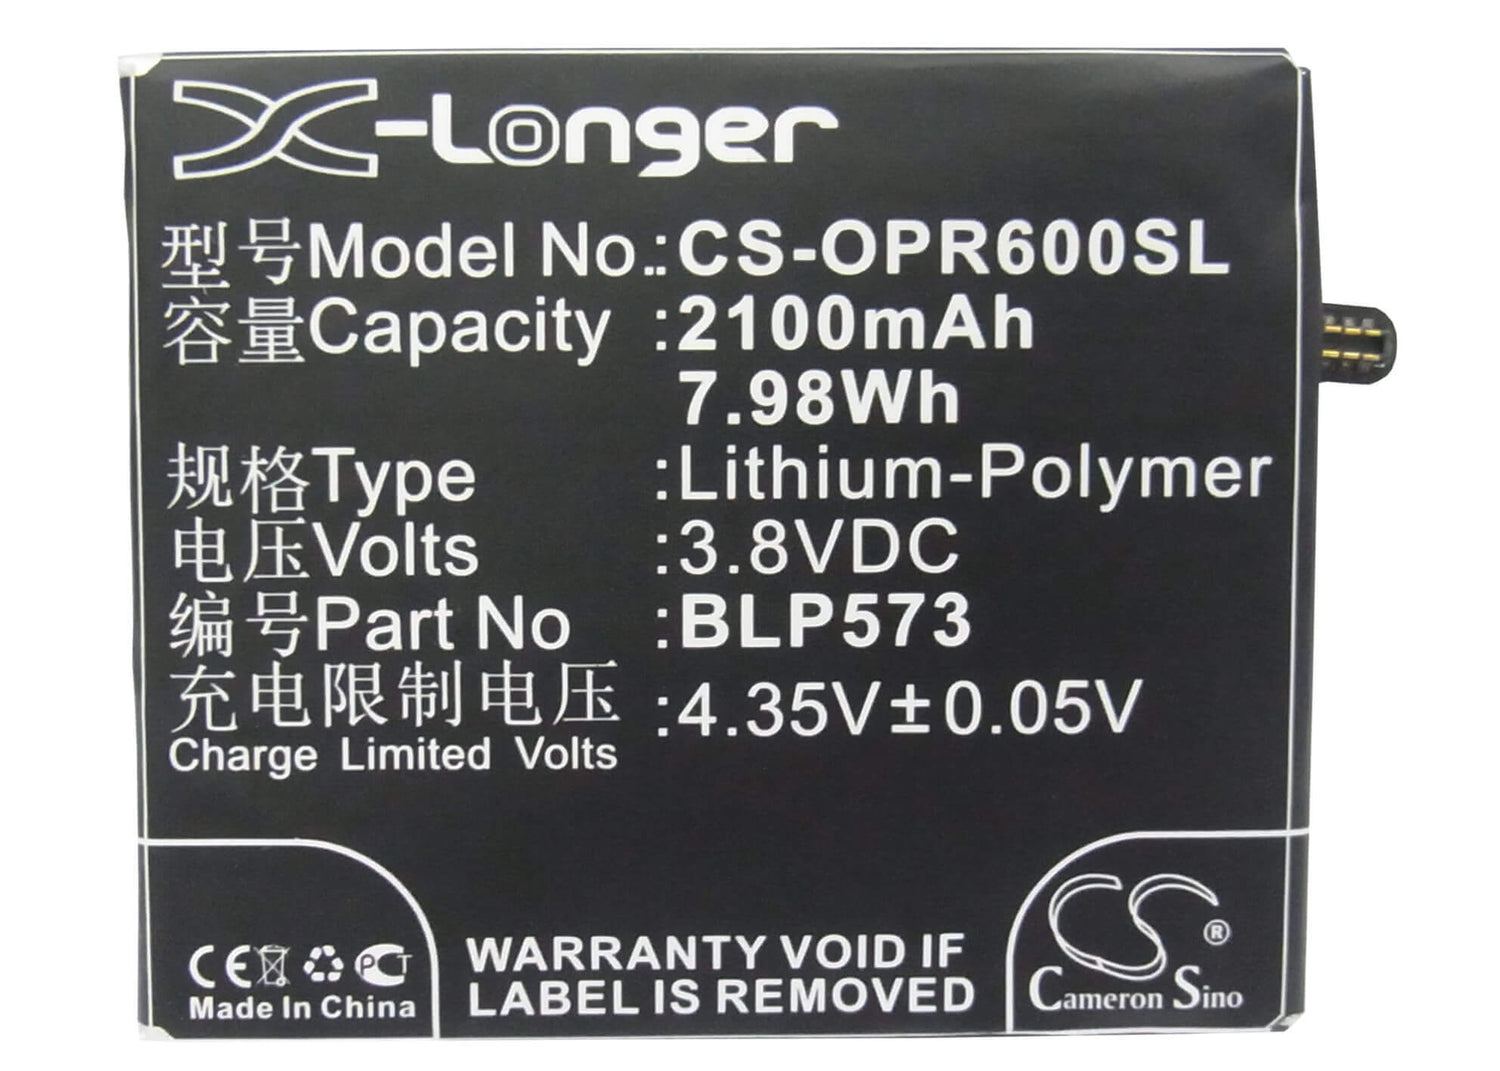 X-Longer
型号Model No.:CS-OPR600SL
容量Capacity :2100mAh
7.98Wh
规格Type :Lithium-Polymer
电压Volts :3.8VDC
编号Part No :BLP573
充电限制电压 :4.35V±0.05V
Charge Limited Volts
CE PCT
Made In China
WARRANTY VOID IF
LABEL IS REMOVED
CS®
Cameron Sino